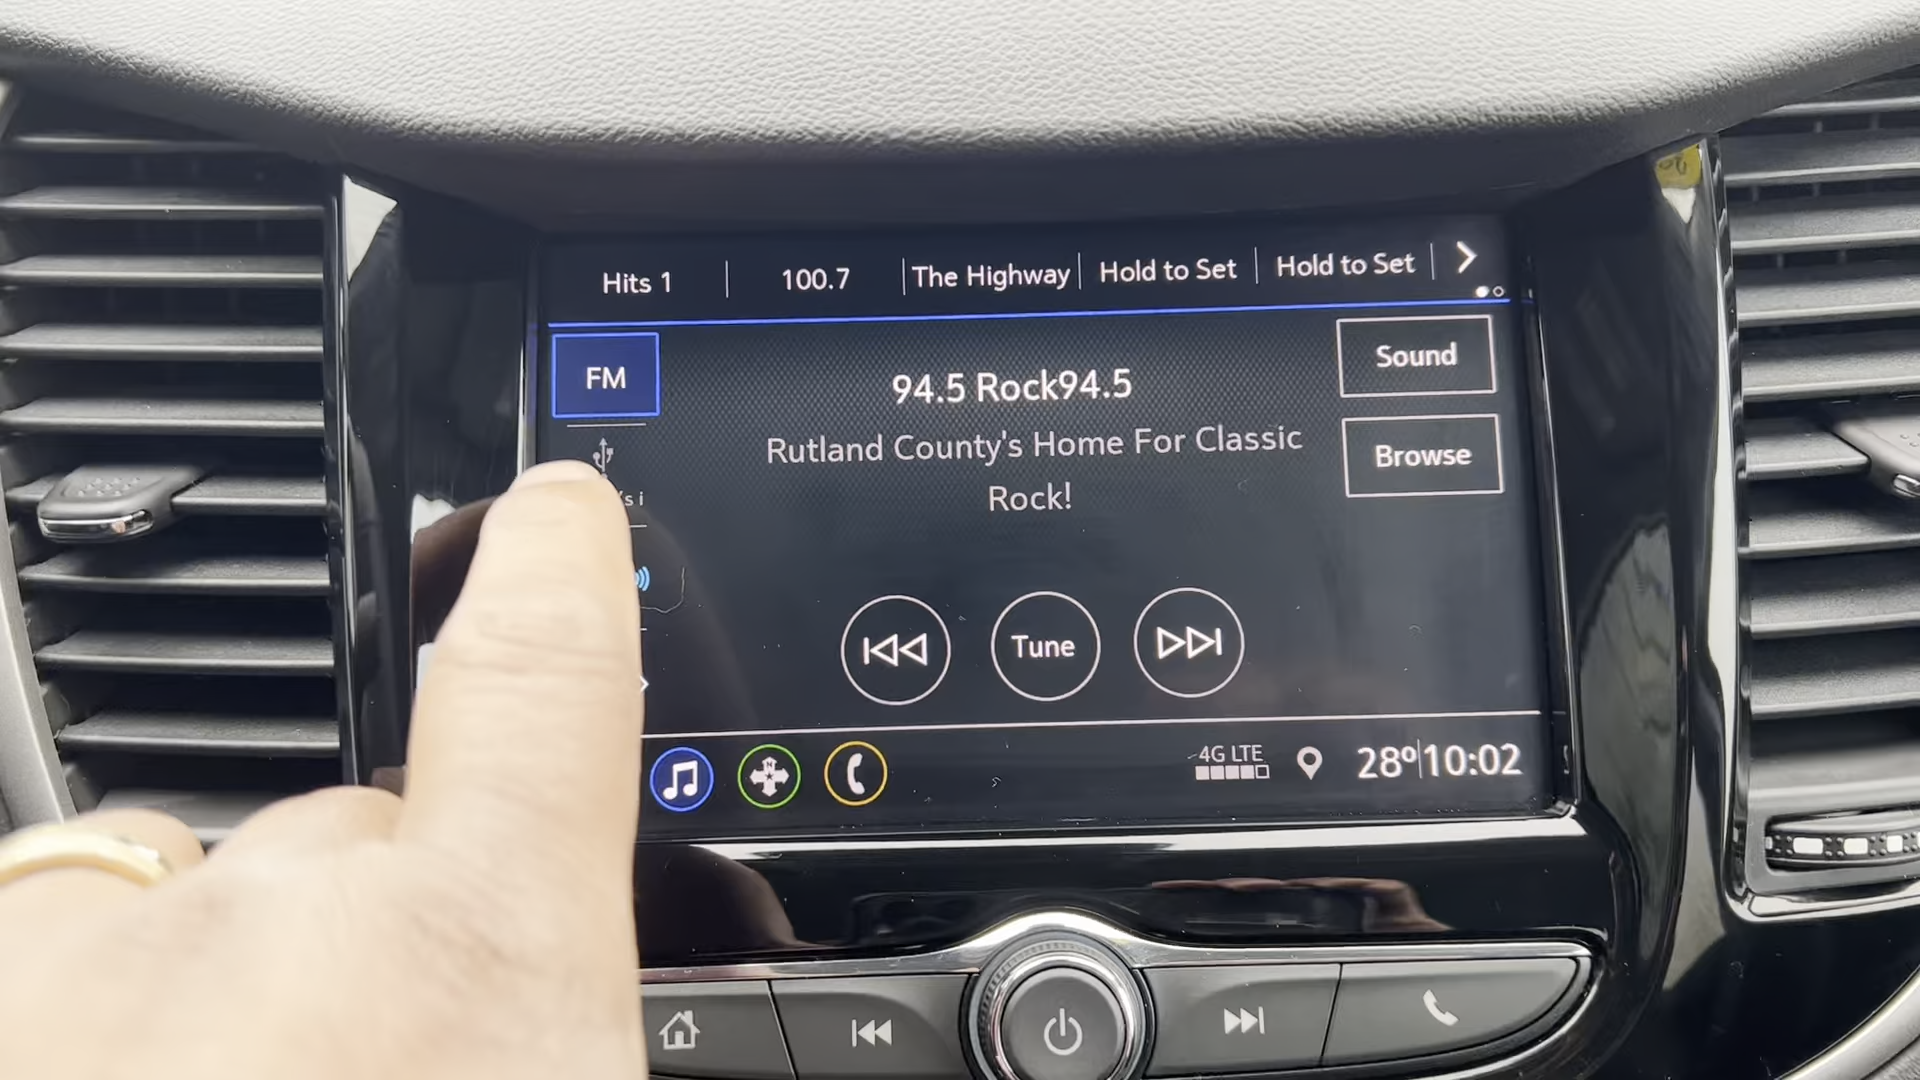 Hits 1
100.7
The Highway
Hold to Set
Hold to Set
FM
94.5 Rock94.5
Rutland County's Home For Classic
Rock!
Sound
Browse
s i
Tune
4G LTE
28° 10:02